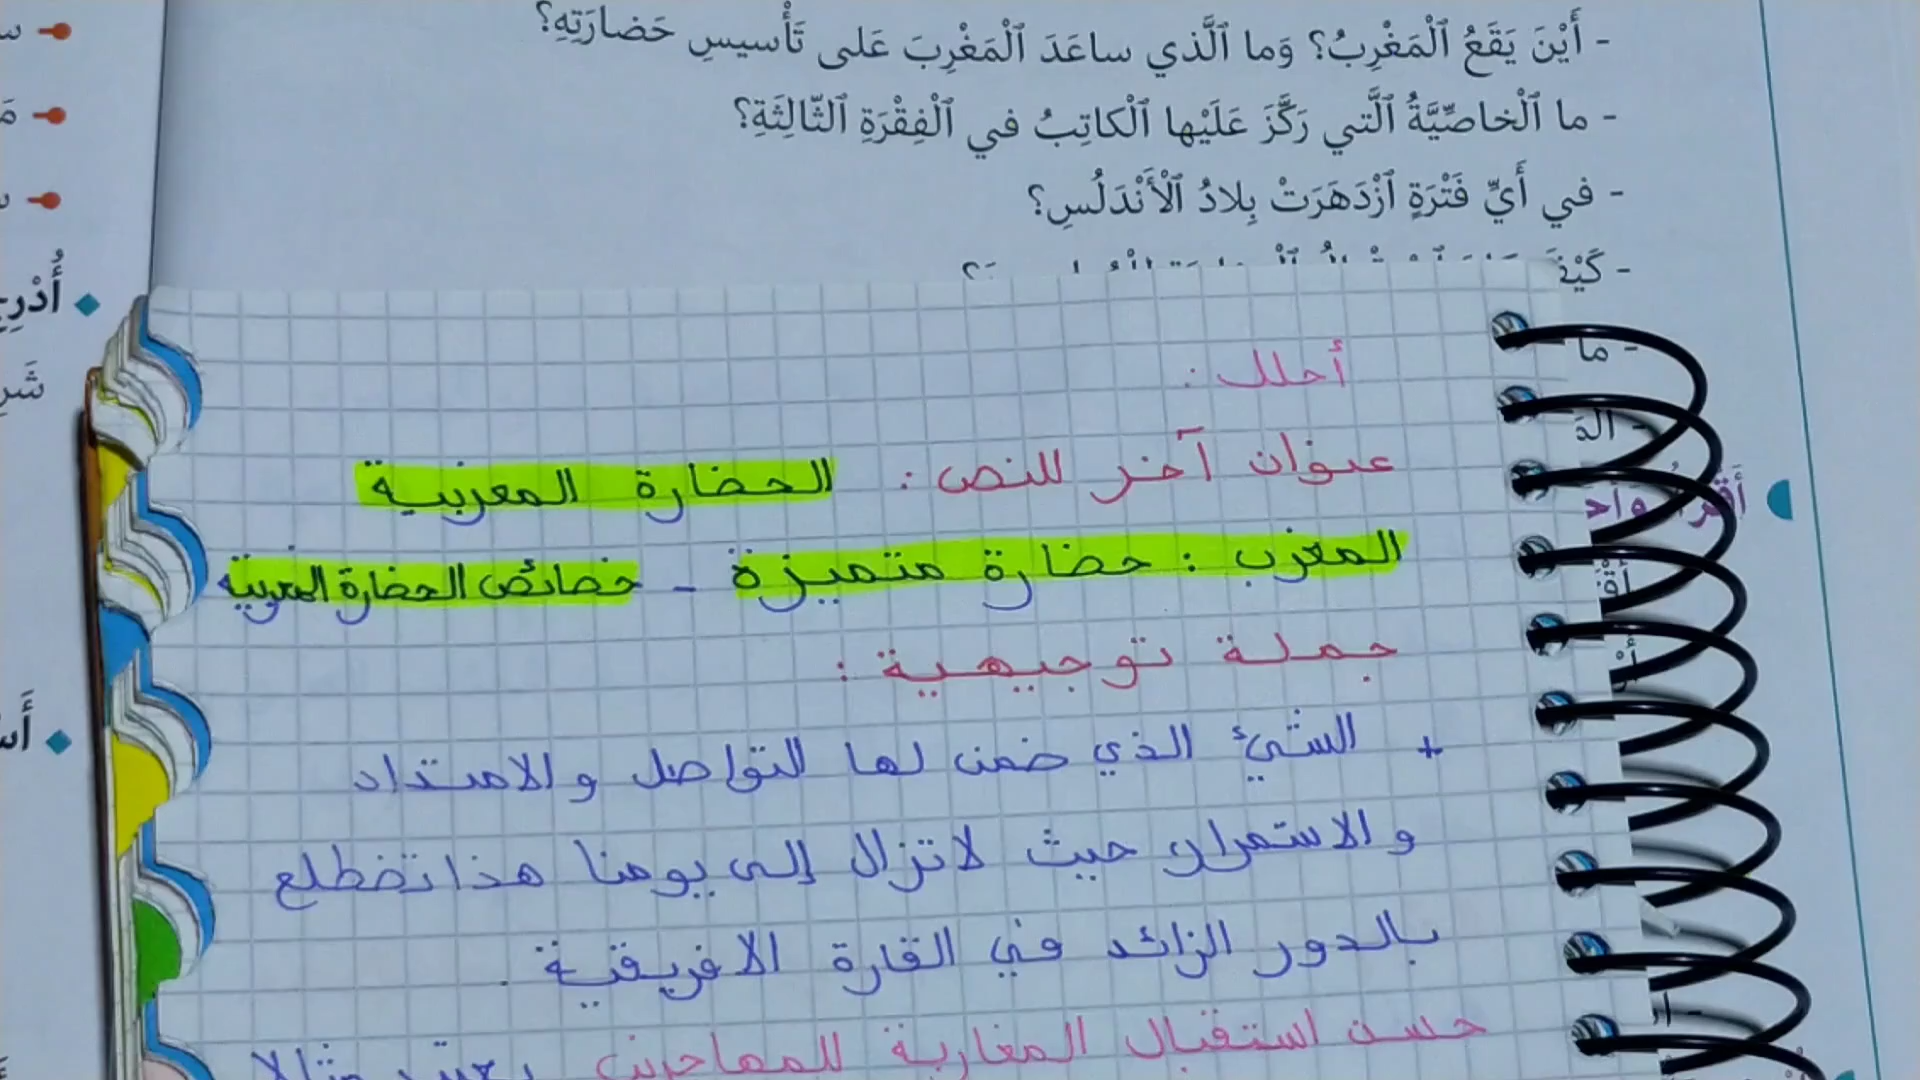 - أَيْنَ يَقَعُ ٱلْمَغْرِبُ؟ وَما ٱلَّذي ساعَدَ ٱلْمَغْرِبَ عَلى تَأْسيسِ حَضارَتِهِ؟
- ما ٱلْخاصِّيَّةُ ٱلَّتي رَكَّزَ عَلَيْها ٱلْكاتِبُ في ٱلْفِقْرَةِ ٱلثّالِثَةِ؟
- في أَيِّ فَتْرَةٍ ٱزْدَهَرَتْ بِلادُ ٱلْأَنْدَلُسِ؟
- ما
أحلل :
عنوان آخر للنص : الحضارة المغربية
المغرب : حضارة متميزة - خصائص الحضارة المغربية
جملة توجيهية :
+ الشيئ الذي ضمن لها التواصل والامتداد
والاستمرار حيث لاتزال إلى يومنا هذا تضطلع
بالدور الرائد في القارة الافريقية .
حسن استقبال المغاربة للمهاجرين